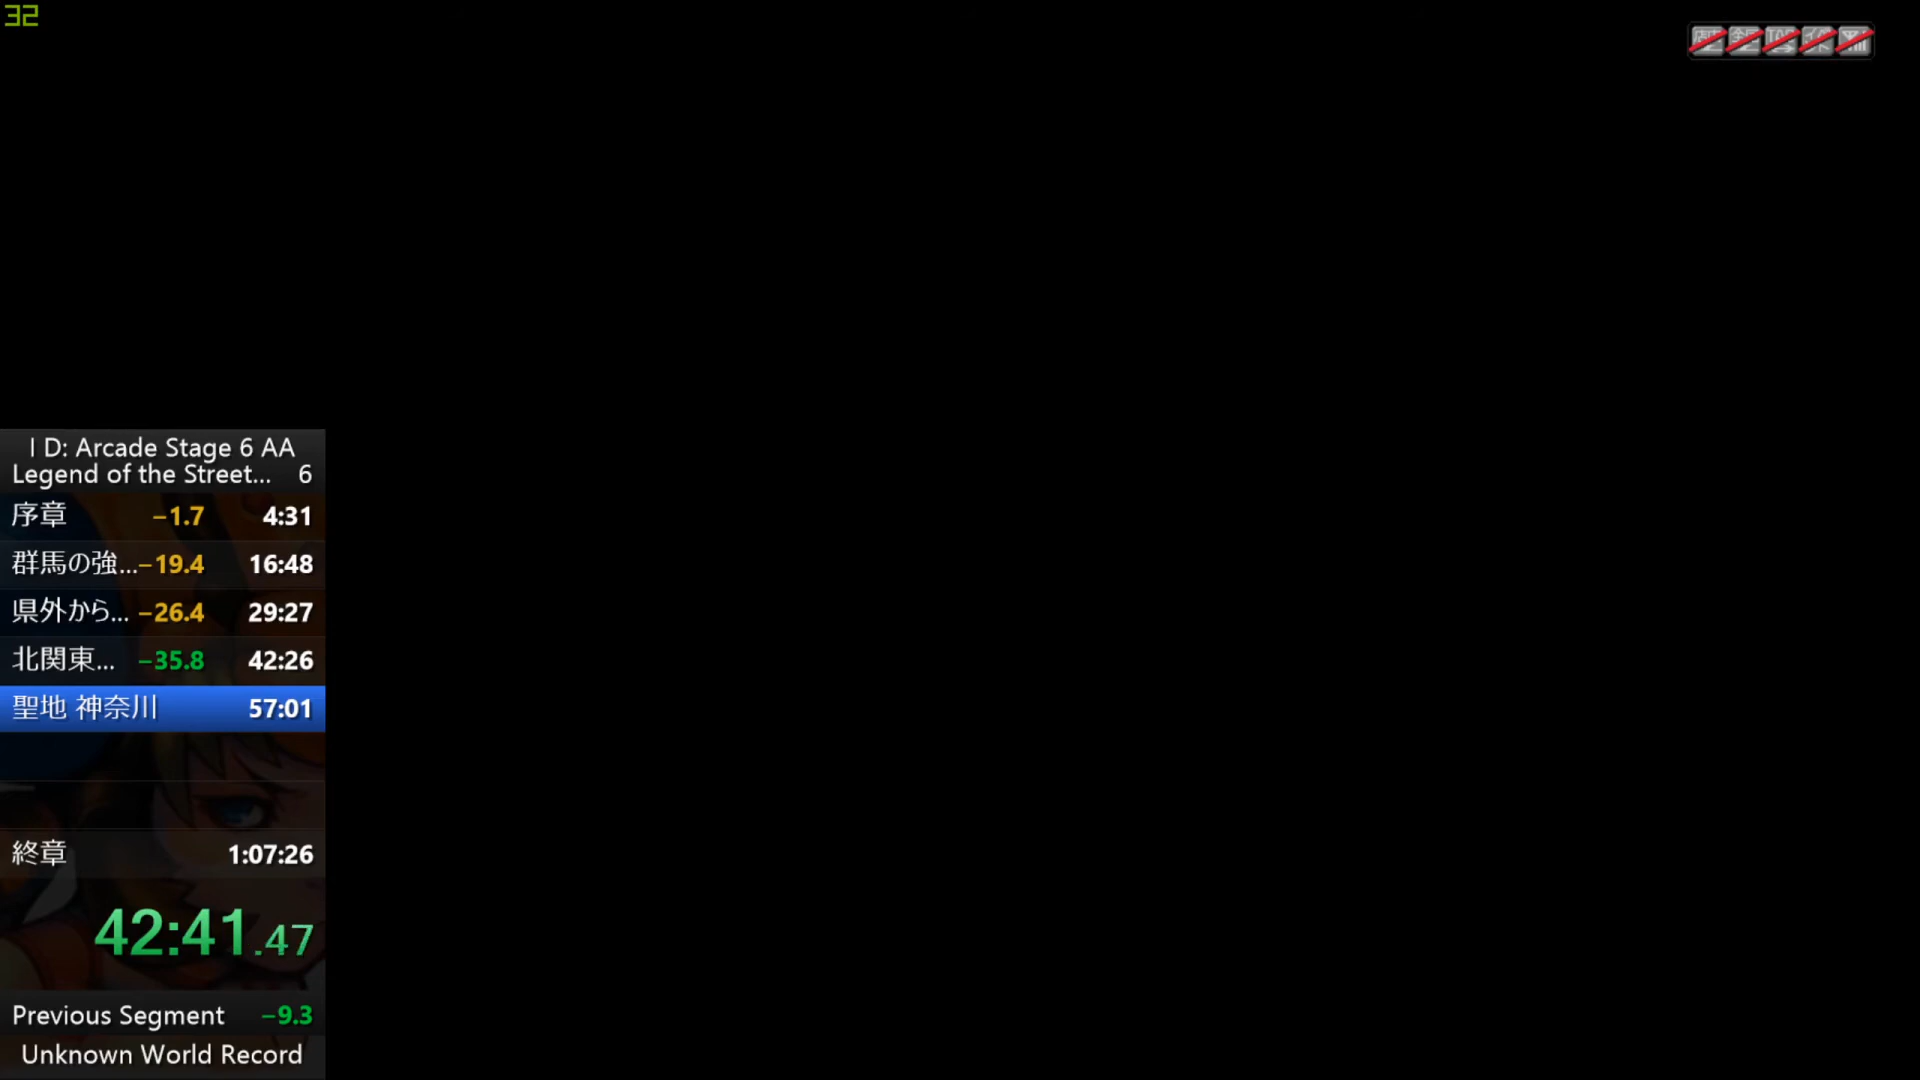 32
I D: Arcade Stage 6 AA
Legend of the Street... 6
序章 −1.7 4:31
群馬の強... −19.4 16:48
県外から... −26.4 29:27
北関東... −35.8 42:26
聖地 神奈川 57:01
終章 1:07:26
42:41.47
Previous Segment −9.3
Unknown World Record